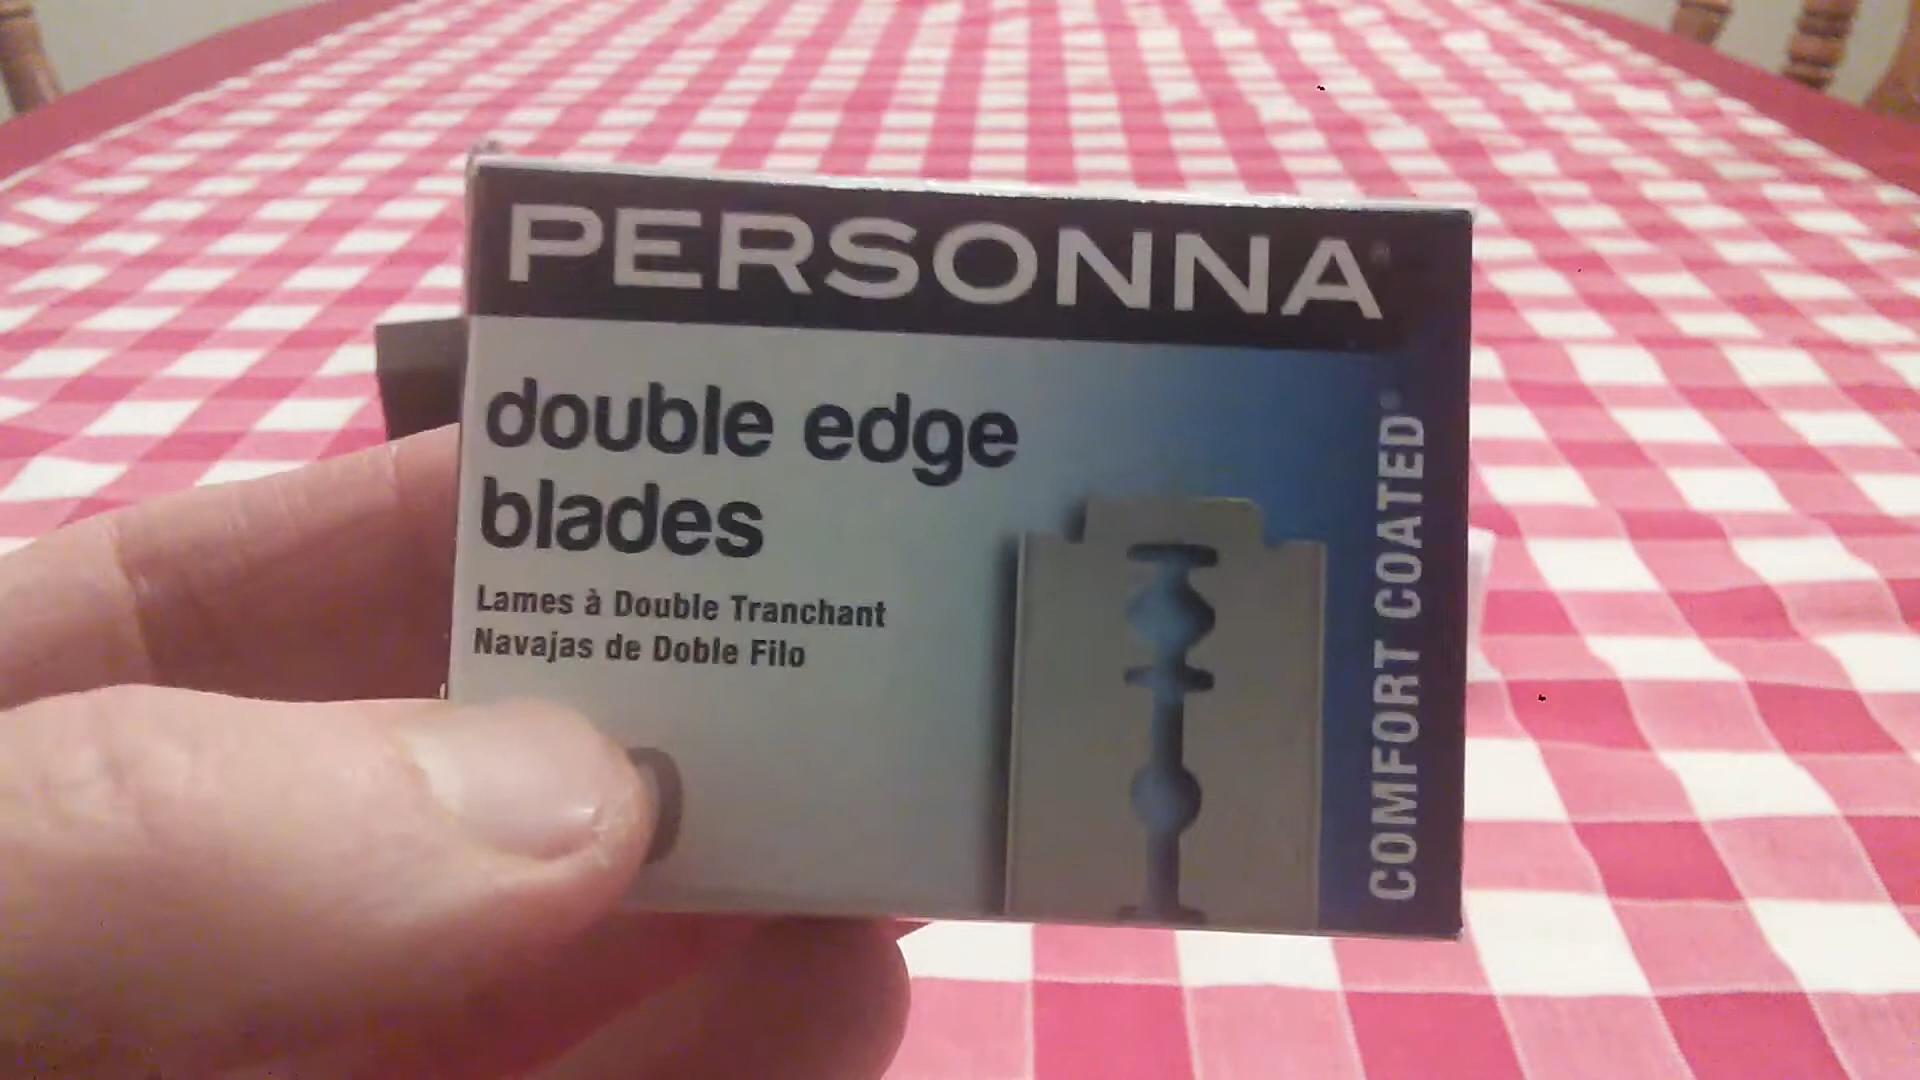 PERSONNA®
double edge
blades
Lames à Double Tranchant
Navajas de Doble Filo
COMFORT COATED®